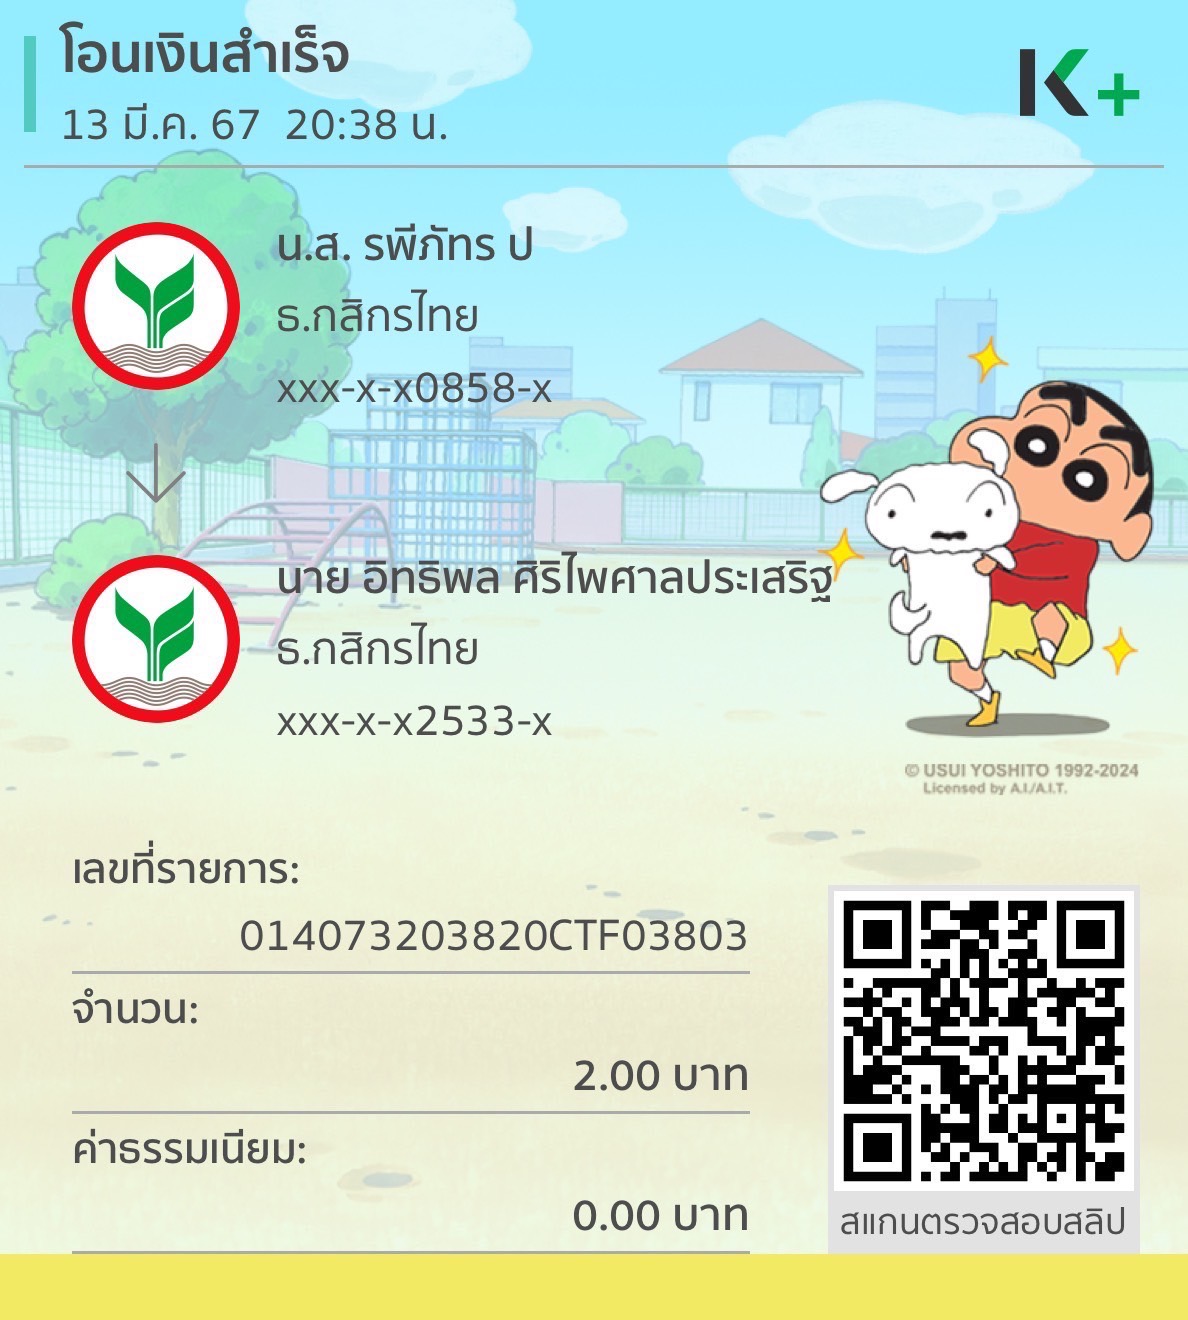 โอนเงินสำเร็จ
13 มี.ค. 67 20:38 น.
K+
น.ส. รพีภัทร ป
ธ.กสิกรไทย
xxx-x-x0858-x
นาย อิทธิพล ศิริไพศาลประเสริฐ
ธ.กสิกรไทย
xxx-x-x2533-x
© USUI YOSHITO 1992-2024
Licensed by A.I./A.I.T.
เลขที่รายการ:
014073203820CTF03803
จำนวน:
2.00 บาท
ค่าธรรมเนียม:
0.00 บาท
สแกนตรวจสอบสลิป